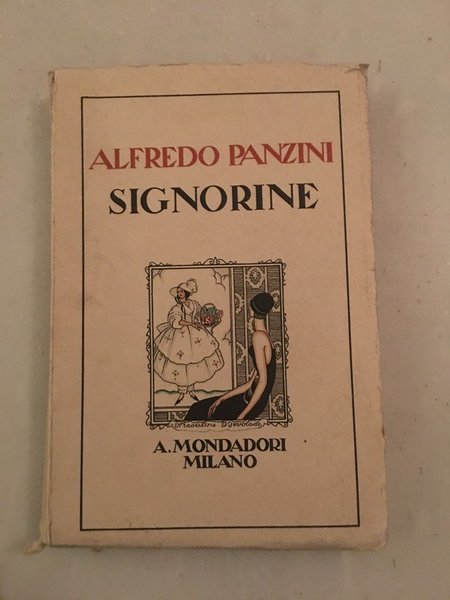 ALFREDO PANZINI
SIGNORINE
A. MONDADORI
MILANO